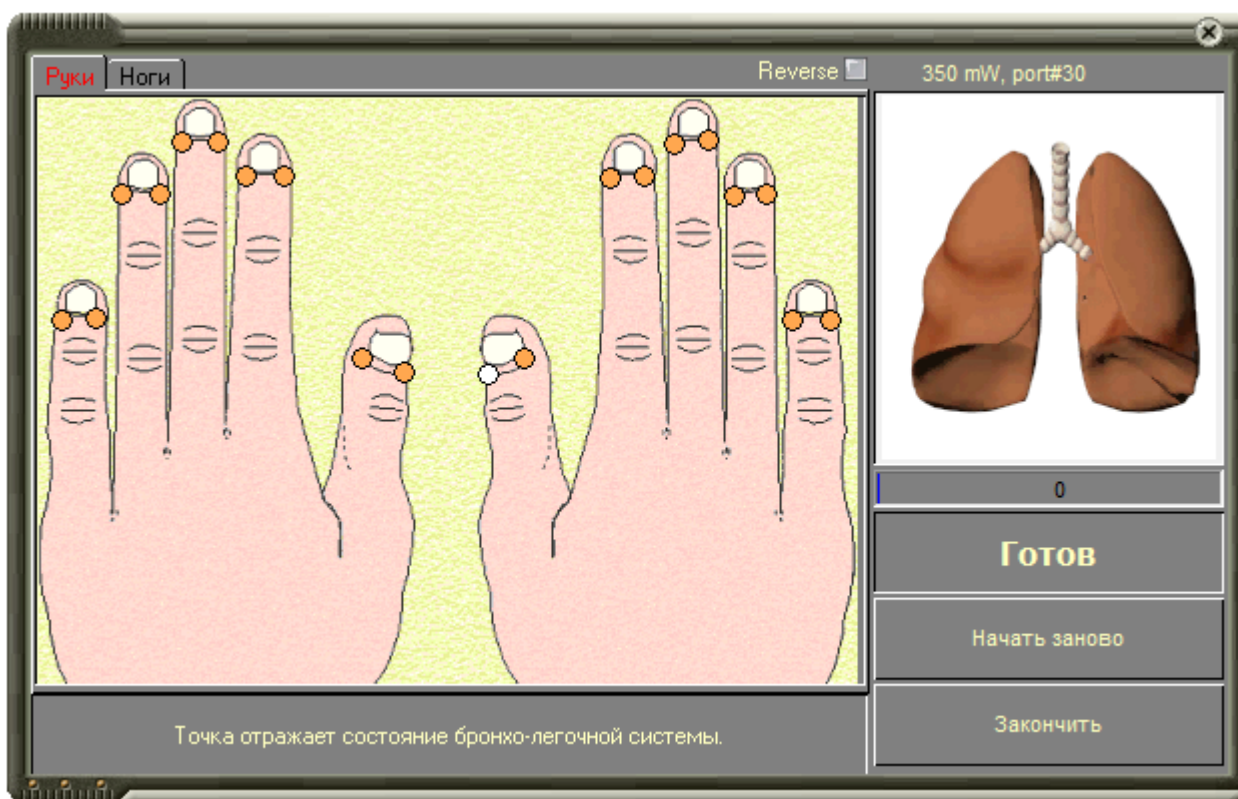 Руки Ноги Reverse 350 mW, port#30
0
Готов
Начать заново
Закончить
Точка отражает состояние бронхо-легочной системы.